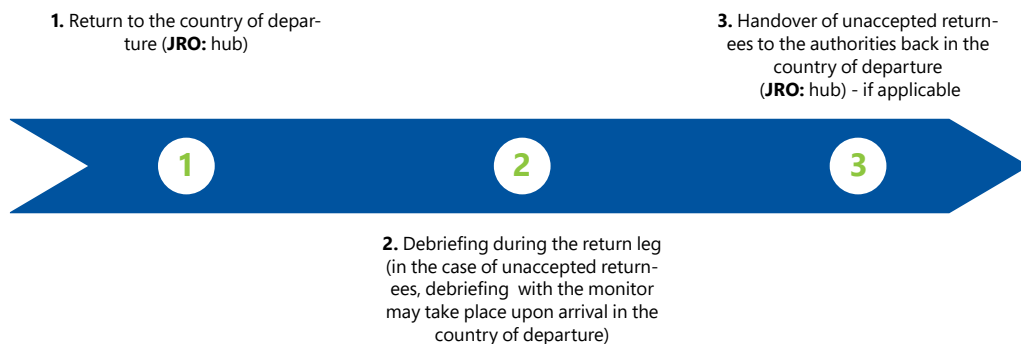 1. Return to the country of depar-
ture (JRO: hub)
3. Handover of unaccepted return-
ees to the authorities back in the
country of departure
(JRO: hub) - if applicable
1
2
3
2. Debriefing during the return leg
(in the case of unaccepted return-
ees, debriefing with the monitor
may take place upon arrival in the
country of departure)